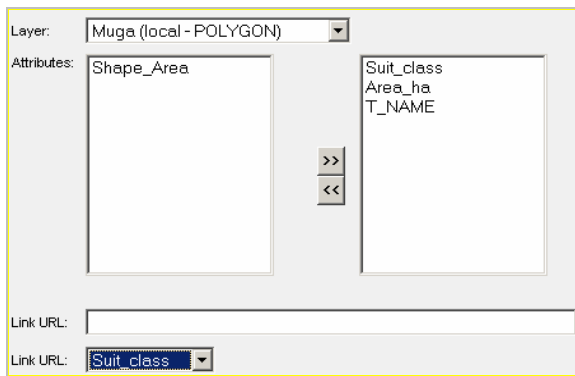 Layer: Muga (local - POLYGON)
Attributes: Shape_Area Suit_class
Area_ha
T_NAME
>>
<<
Link URL:
Link URL: Suit_class